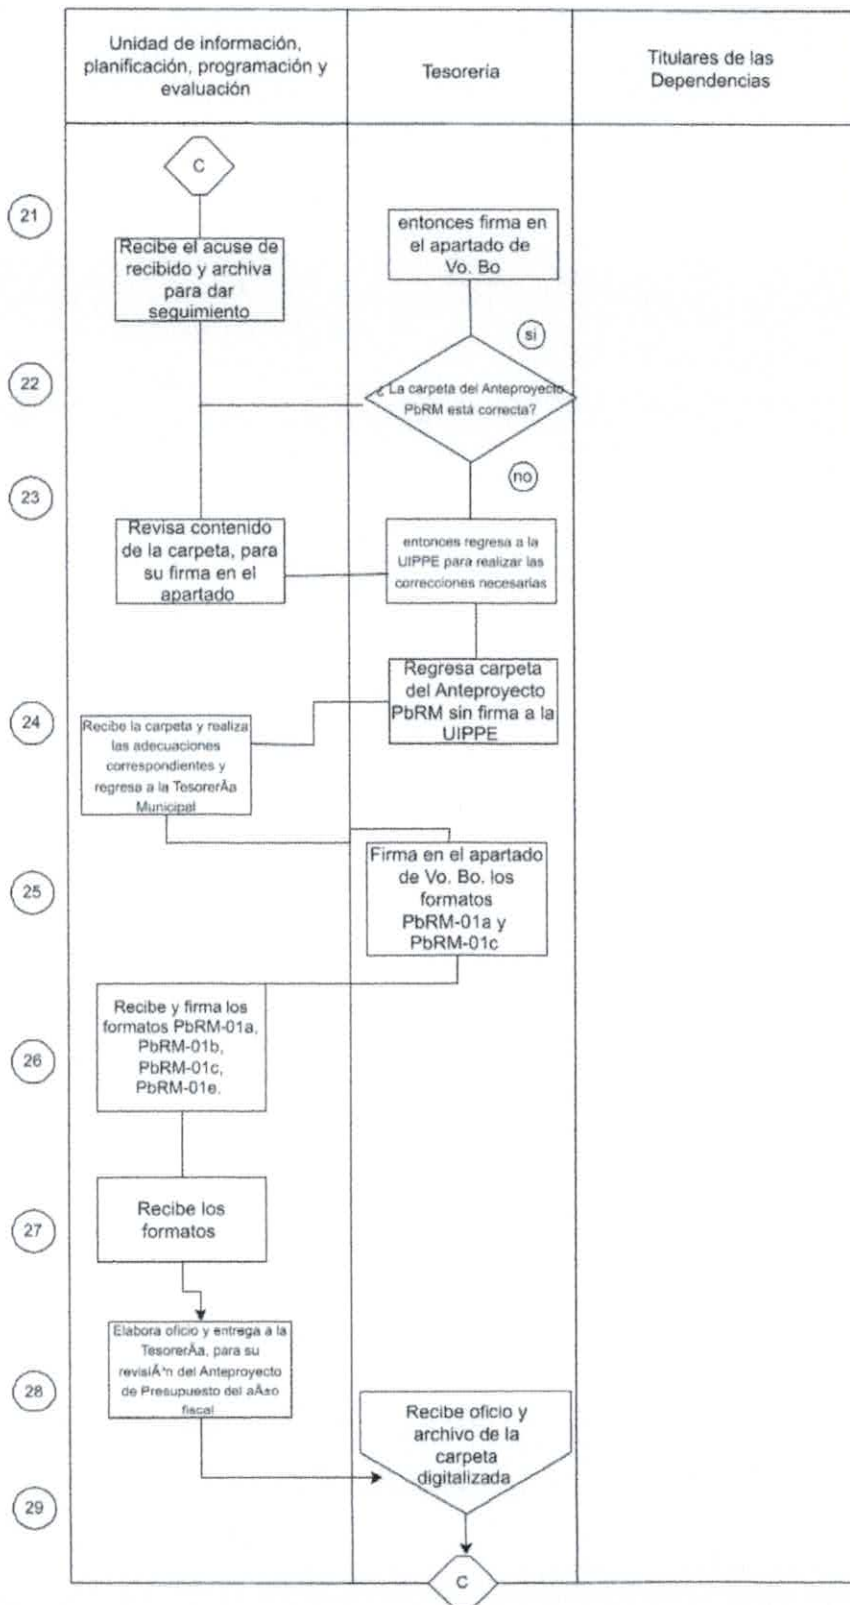 Unidad de información,
planificación, programación y
evaluación
Tesorería
Titulares de las
Dependencias
C
21
Recibe el acuse de
recibido y archiva
para dar
seguimiento
entonces firma en
el apartado de
Vo. Bo
si
22
¿ La carpeta del Anteproyecto
PbRM está correcta?
no
23
Revisa contenido
de la carpeta, para
su firma en el
apartado
entonces regresa a la
UIPPE para realizar las
correcciones necesarias
Regresa carpeta
del Anteproyecto
PbRM sin firma a la
UIPPE
24
Recibe la carpeta y realiza
las adecuaciones
correspondientes y
regresa a la TesorerÃa
Municipal
25
Firma en el apartado
de Vo. Bo. los
formatos
PbRM-01a y
PbRM-01c
26
Recibe y firma los
formatos PbRM-01a,
PbRM-01b,
PbRM-01c,
PbRM-01e.
27
Recibe los
formatos
28
Elabora oficio y entrega a la
TesorerÃa, para su
revisiÃ³n del Anteproyecto
de Presupuesto del aÃ±o
fiscal
Recibe oficio y
archivo de la
carpeta
digitalizada
29
C